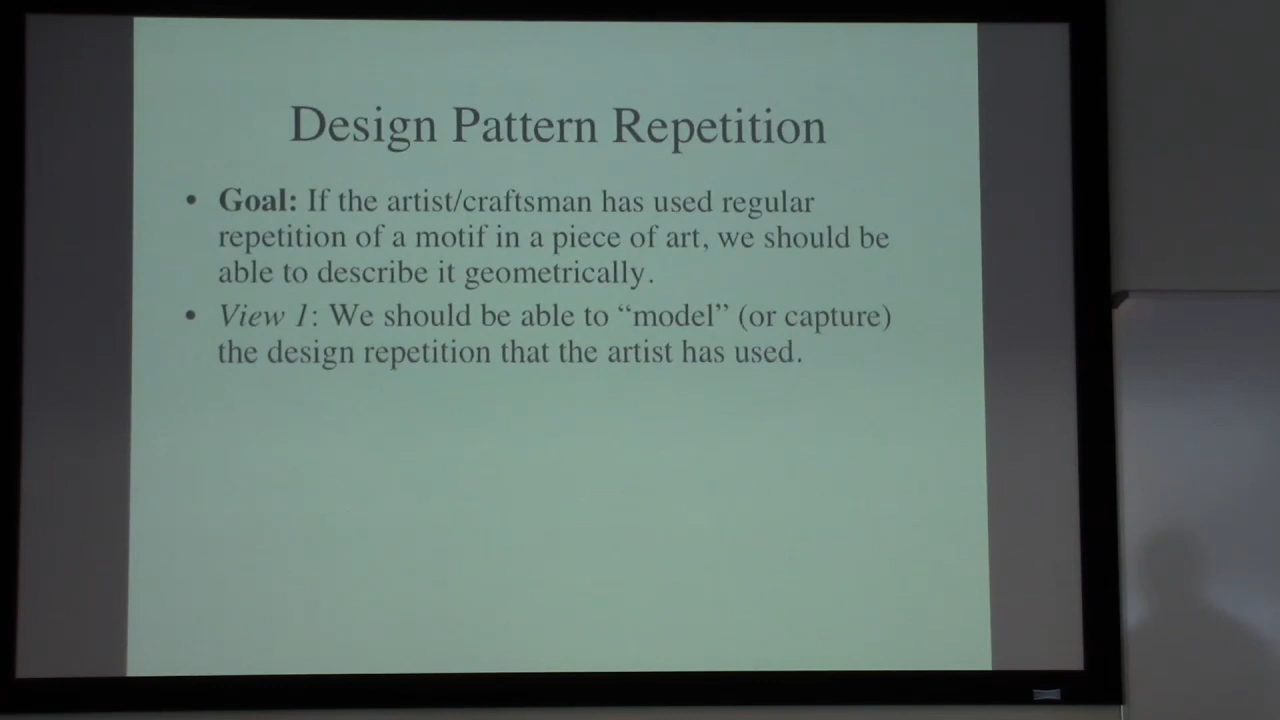 Design Pattern Repetition
• Goal: If the artist/craftsman has used regular
repetition of a motif in a piece of art, we should be
able to describe it geometrically.
• View 1: We should be able to “model” (or capture)
the design repetition that the artist has used.